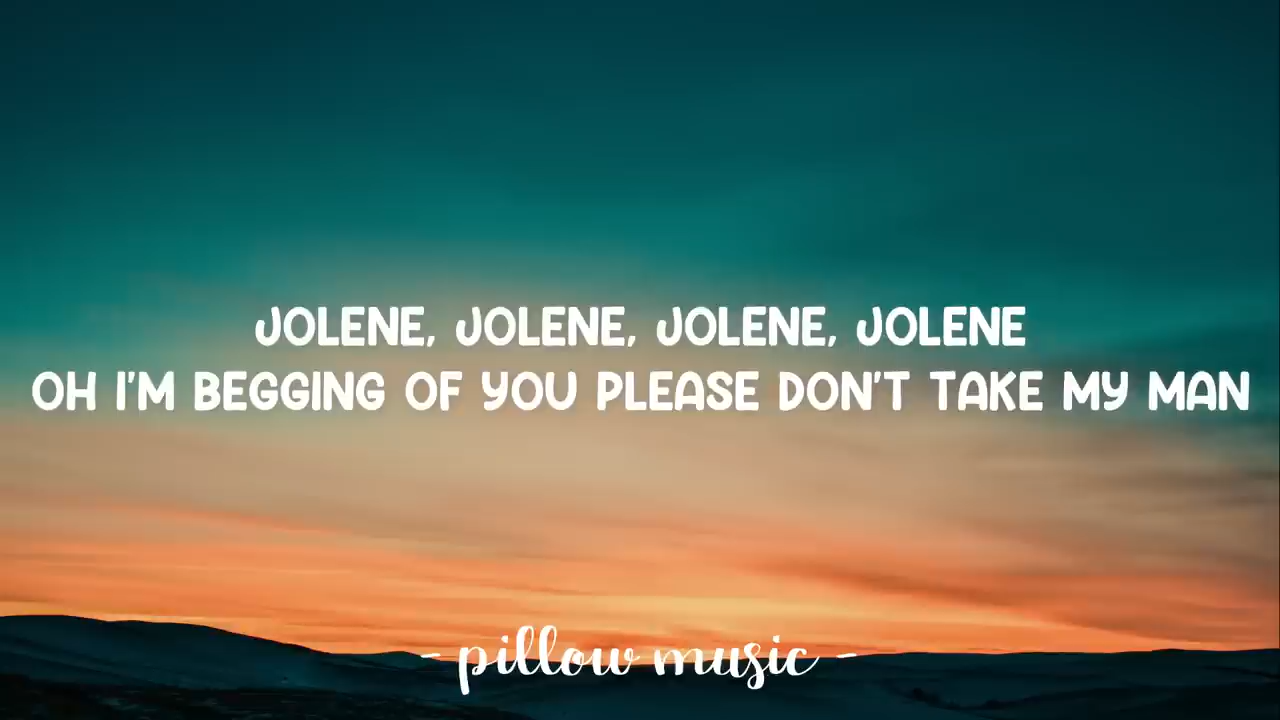 JOLENE, JOLENE, JOLENE, JOLENE
OH I'M BEGGING OF YOU PLEASE DON'T TAKE MY MAN
- pillow music -